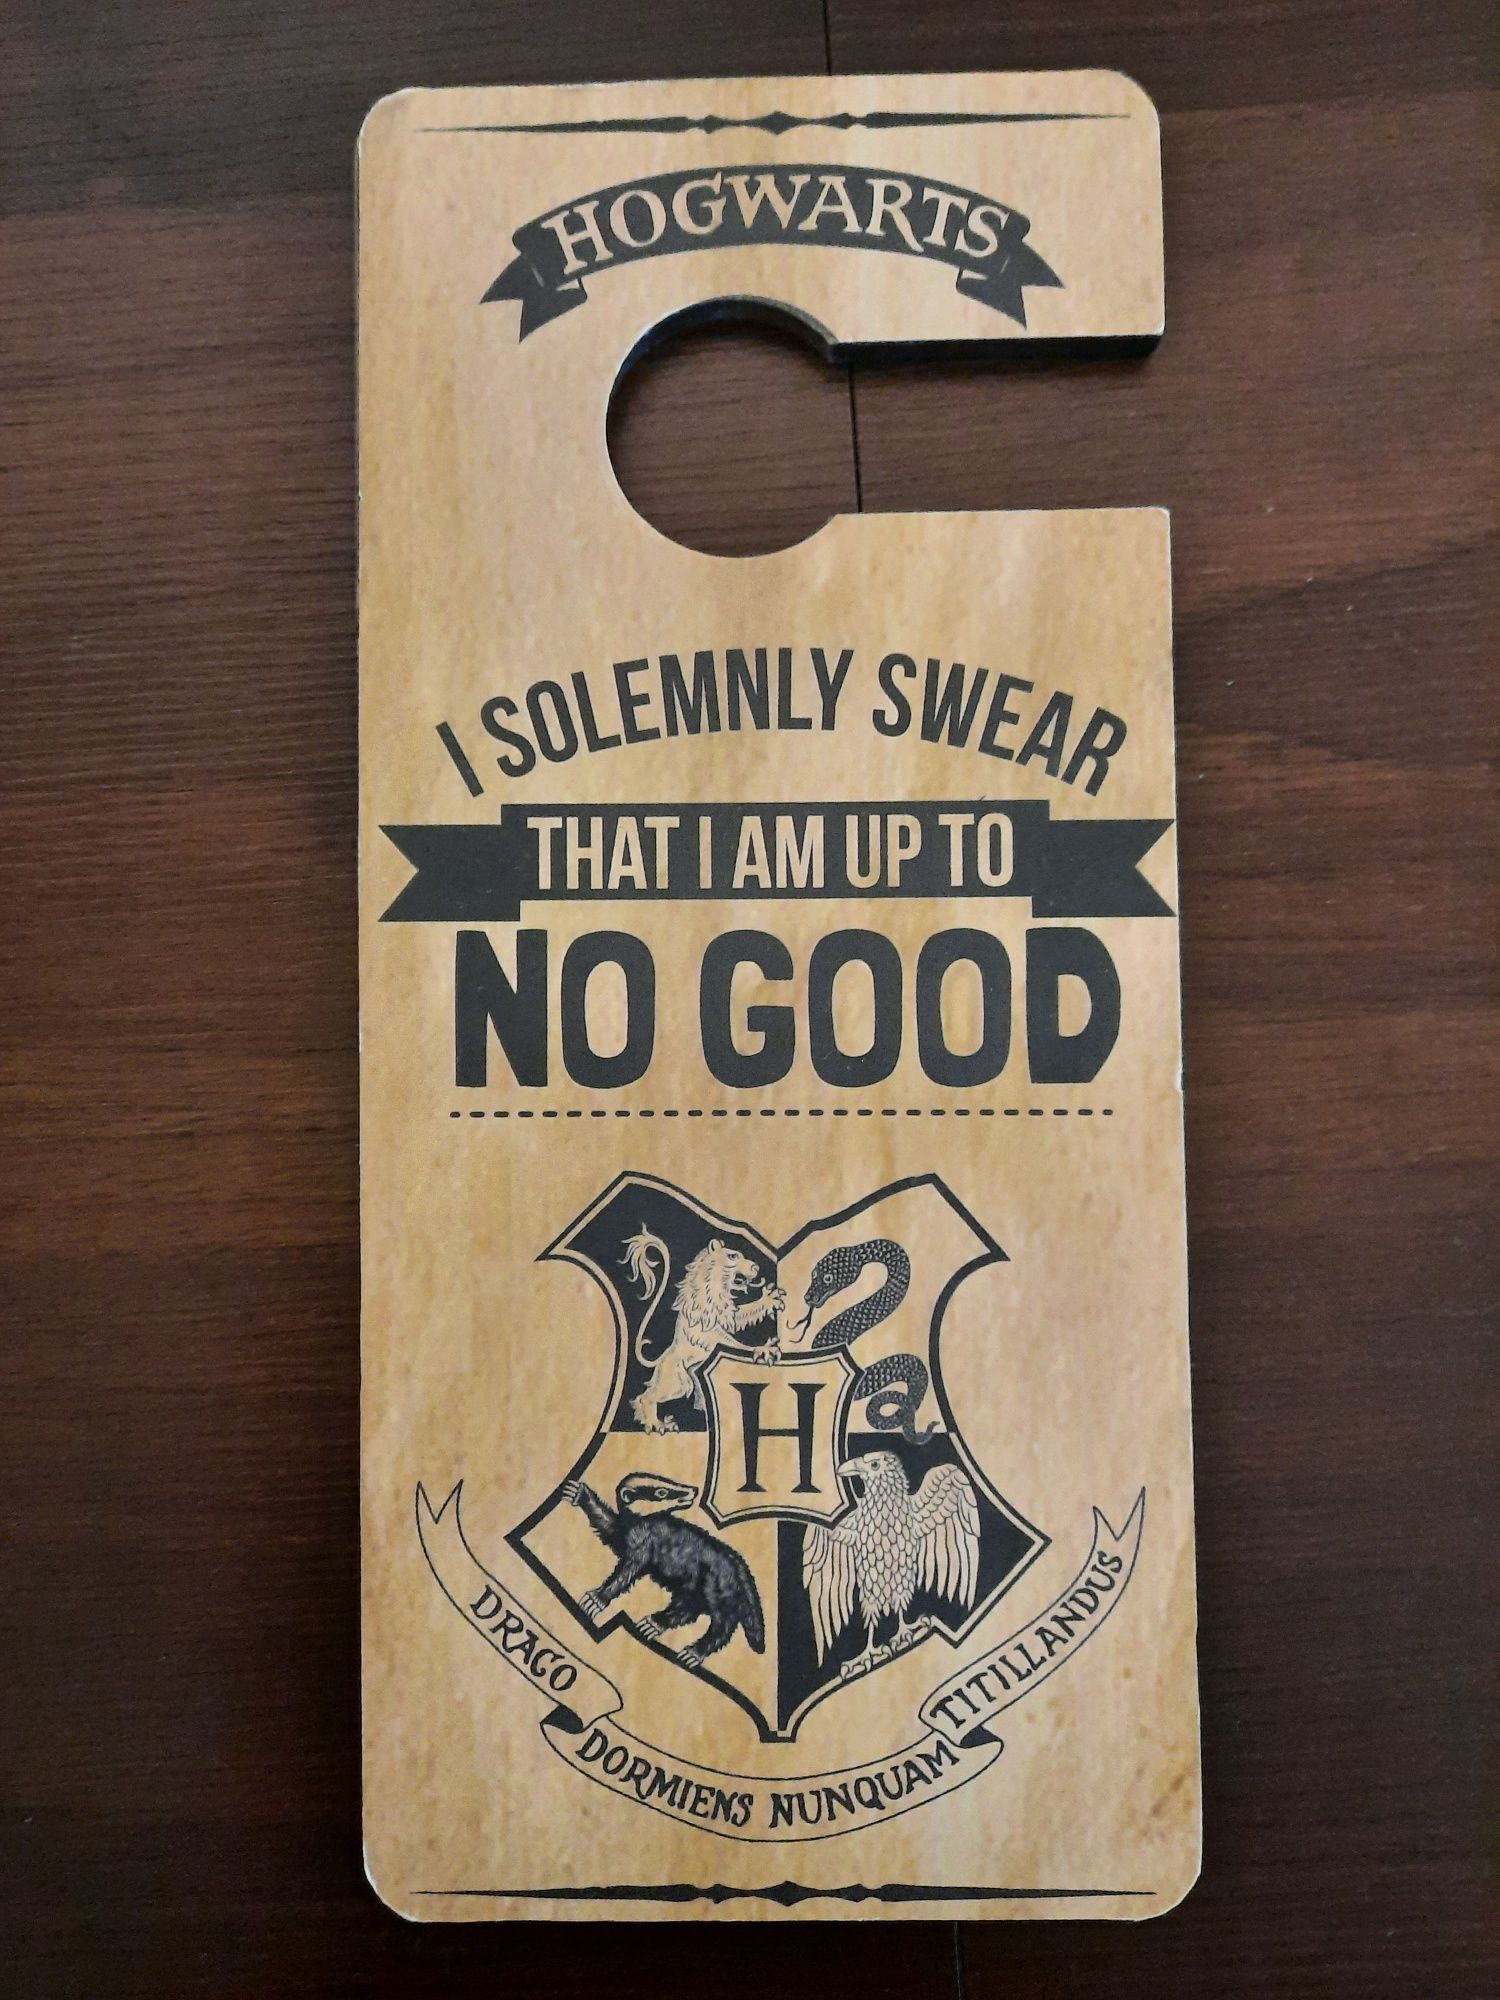 HOGWARTS
I SOLEMNLY SWEAR
THAT I AM UP TO
NO GOOD
H
DRACO
DORMIENS NUNQUAM
TITILLANDUS